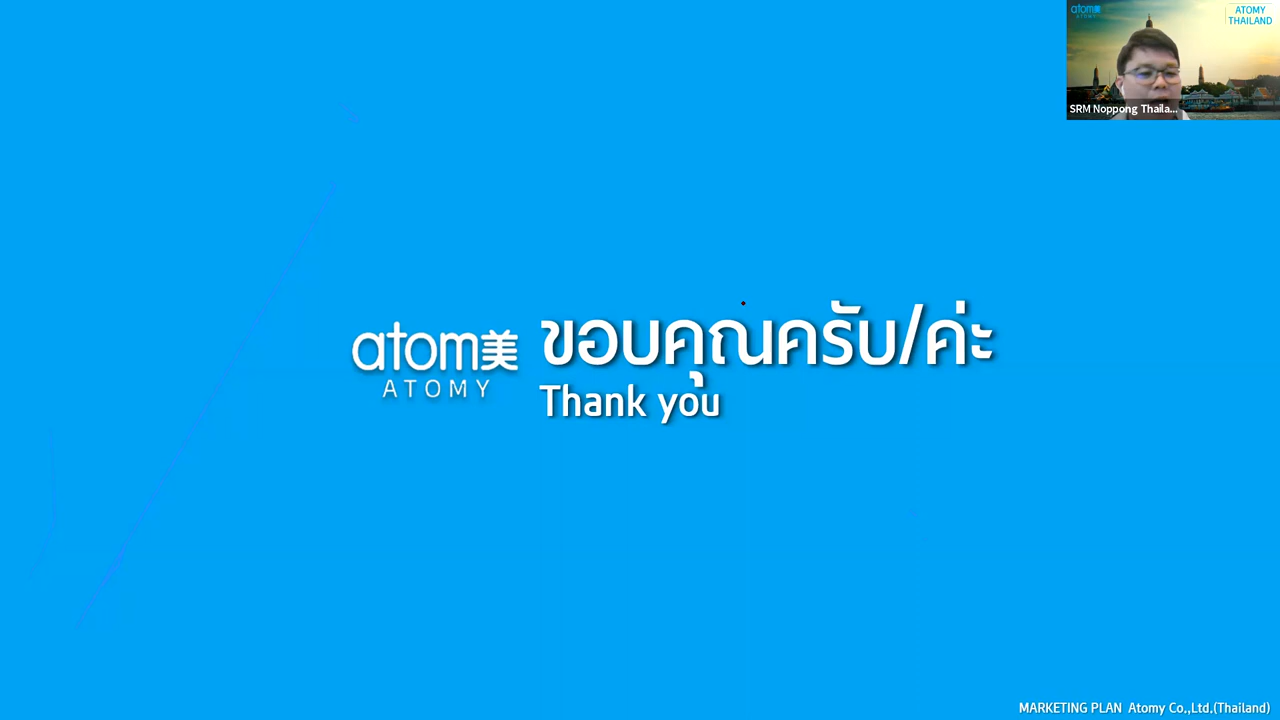 atom美
ATOMY
ATOMY
THAILAND
SRM Noppong Thaila...
atom美
ATOMY
ขอบคุณครับ/ค่ะ
Thank you
MARKETING PLAN Atomy Co.,Ltd.(Thailand)